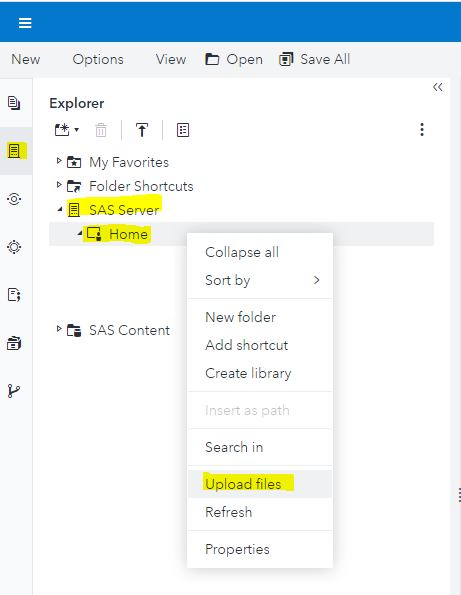 New Options View Open Save All
Explorer
My Favorites
Folder Shortcuts
SAS Server
Home
Collapse all
Sort by
New folder
Add shortcut
Create library
SAS Content
Insert as path
Search in
Upload files
Refresh
Properties